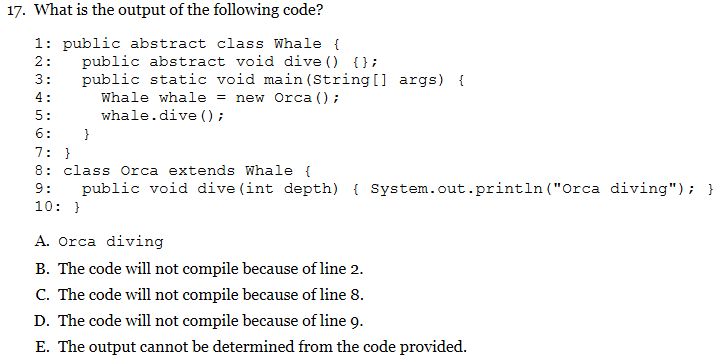 17. What is the output of the following code?
1: public abstract class Whale {
2:   public abstract void dive() {};
3:   public static void main(String[] args) {
4:     Whale whale = new Orca();
5:     whale.dive();
6:   }
7: }
8: class Orca extends Whale {
9:   public void dive(int depth) { System.out.println("Orca diving"); }
10: }
A. Orca diving
B. The code will not compile because of line 2.
C. The code will not compile because of line 8.
D. The code will not compile because of line 9.
E. The output cannot be determined from the code provided.